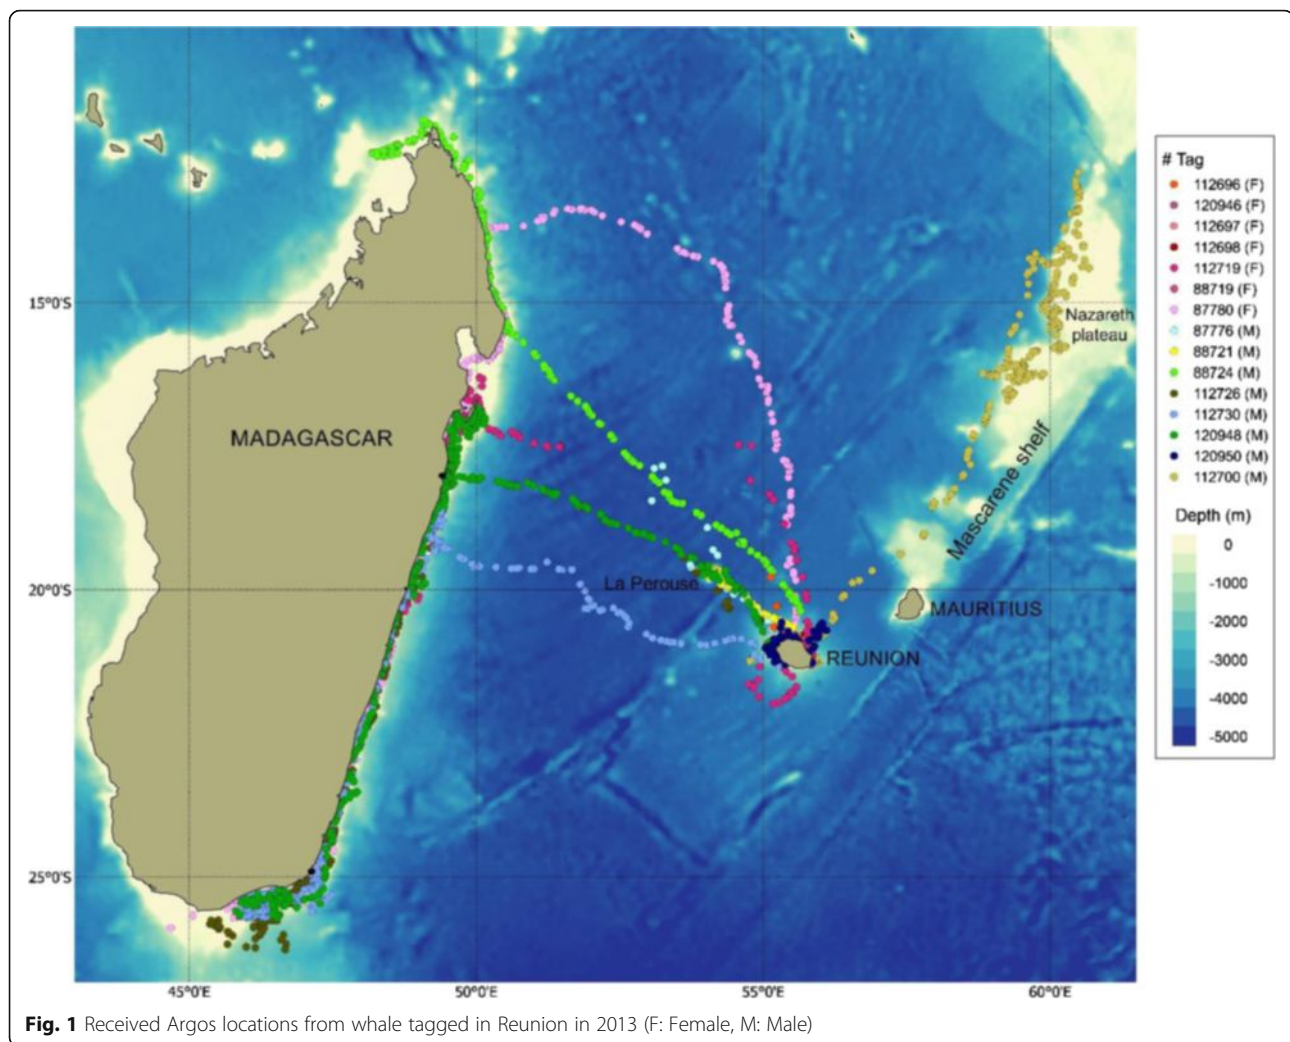 # Tag
112696 (F)
120946 (F)
112697 (F)
112698 (F)
112719 (F)
88719 (F)
87780 (F)
87776 (M)
88721 (M)
88724 (M)
112726 (M)
112730 (M)
120948 (M)
120950 (M)
112700 (M)
Depth (m)
0
-1000
-2000
-3000
-4000
-5000
15°0'S
20°0'S
25°0'S
45°0'E
50°0'E
55°0'E
60°0'E
Nazareth
plateau
MADAGASCAR
Mascarene shelf
La Perouse
MAURITIUS
REUNION
Fig. 1 Received Argos locations from whale tagged in Reunion in 2013 (F: Female, M: Male)